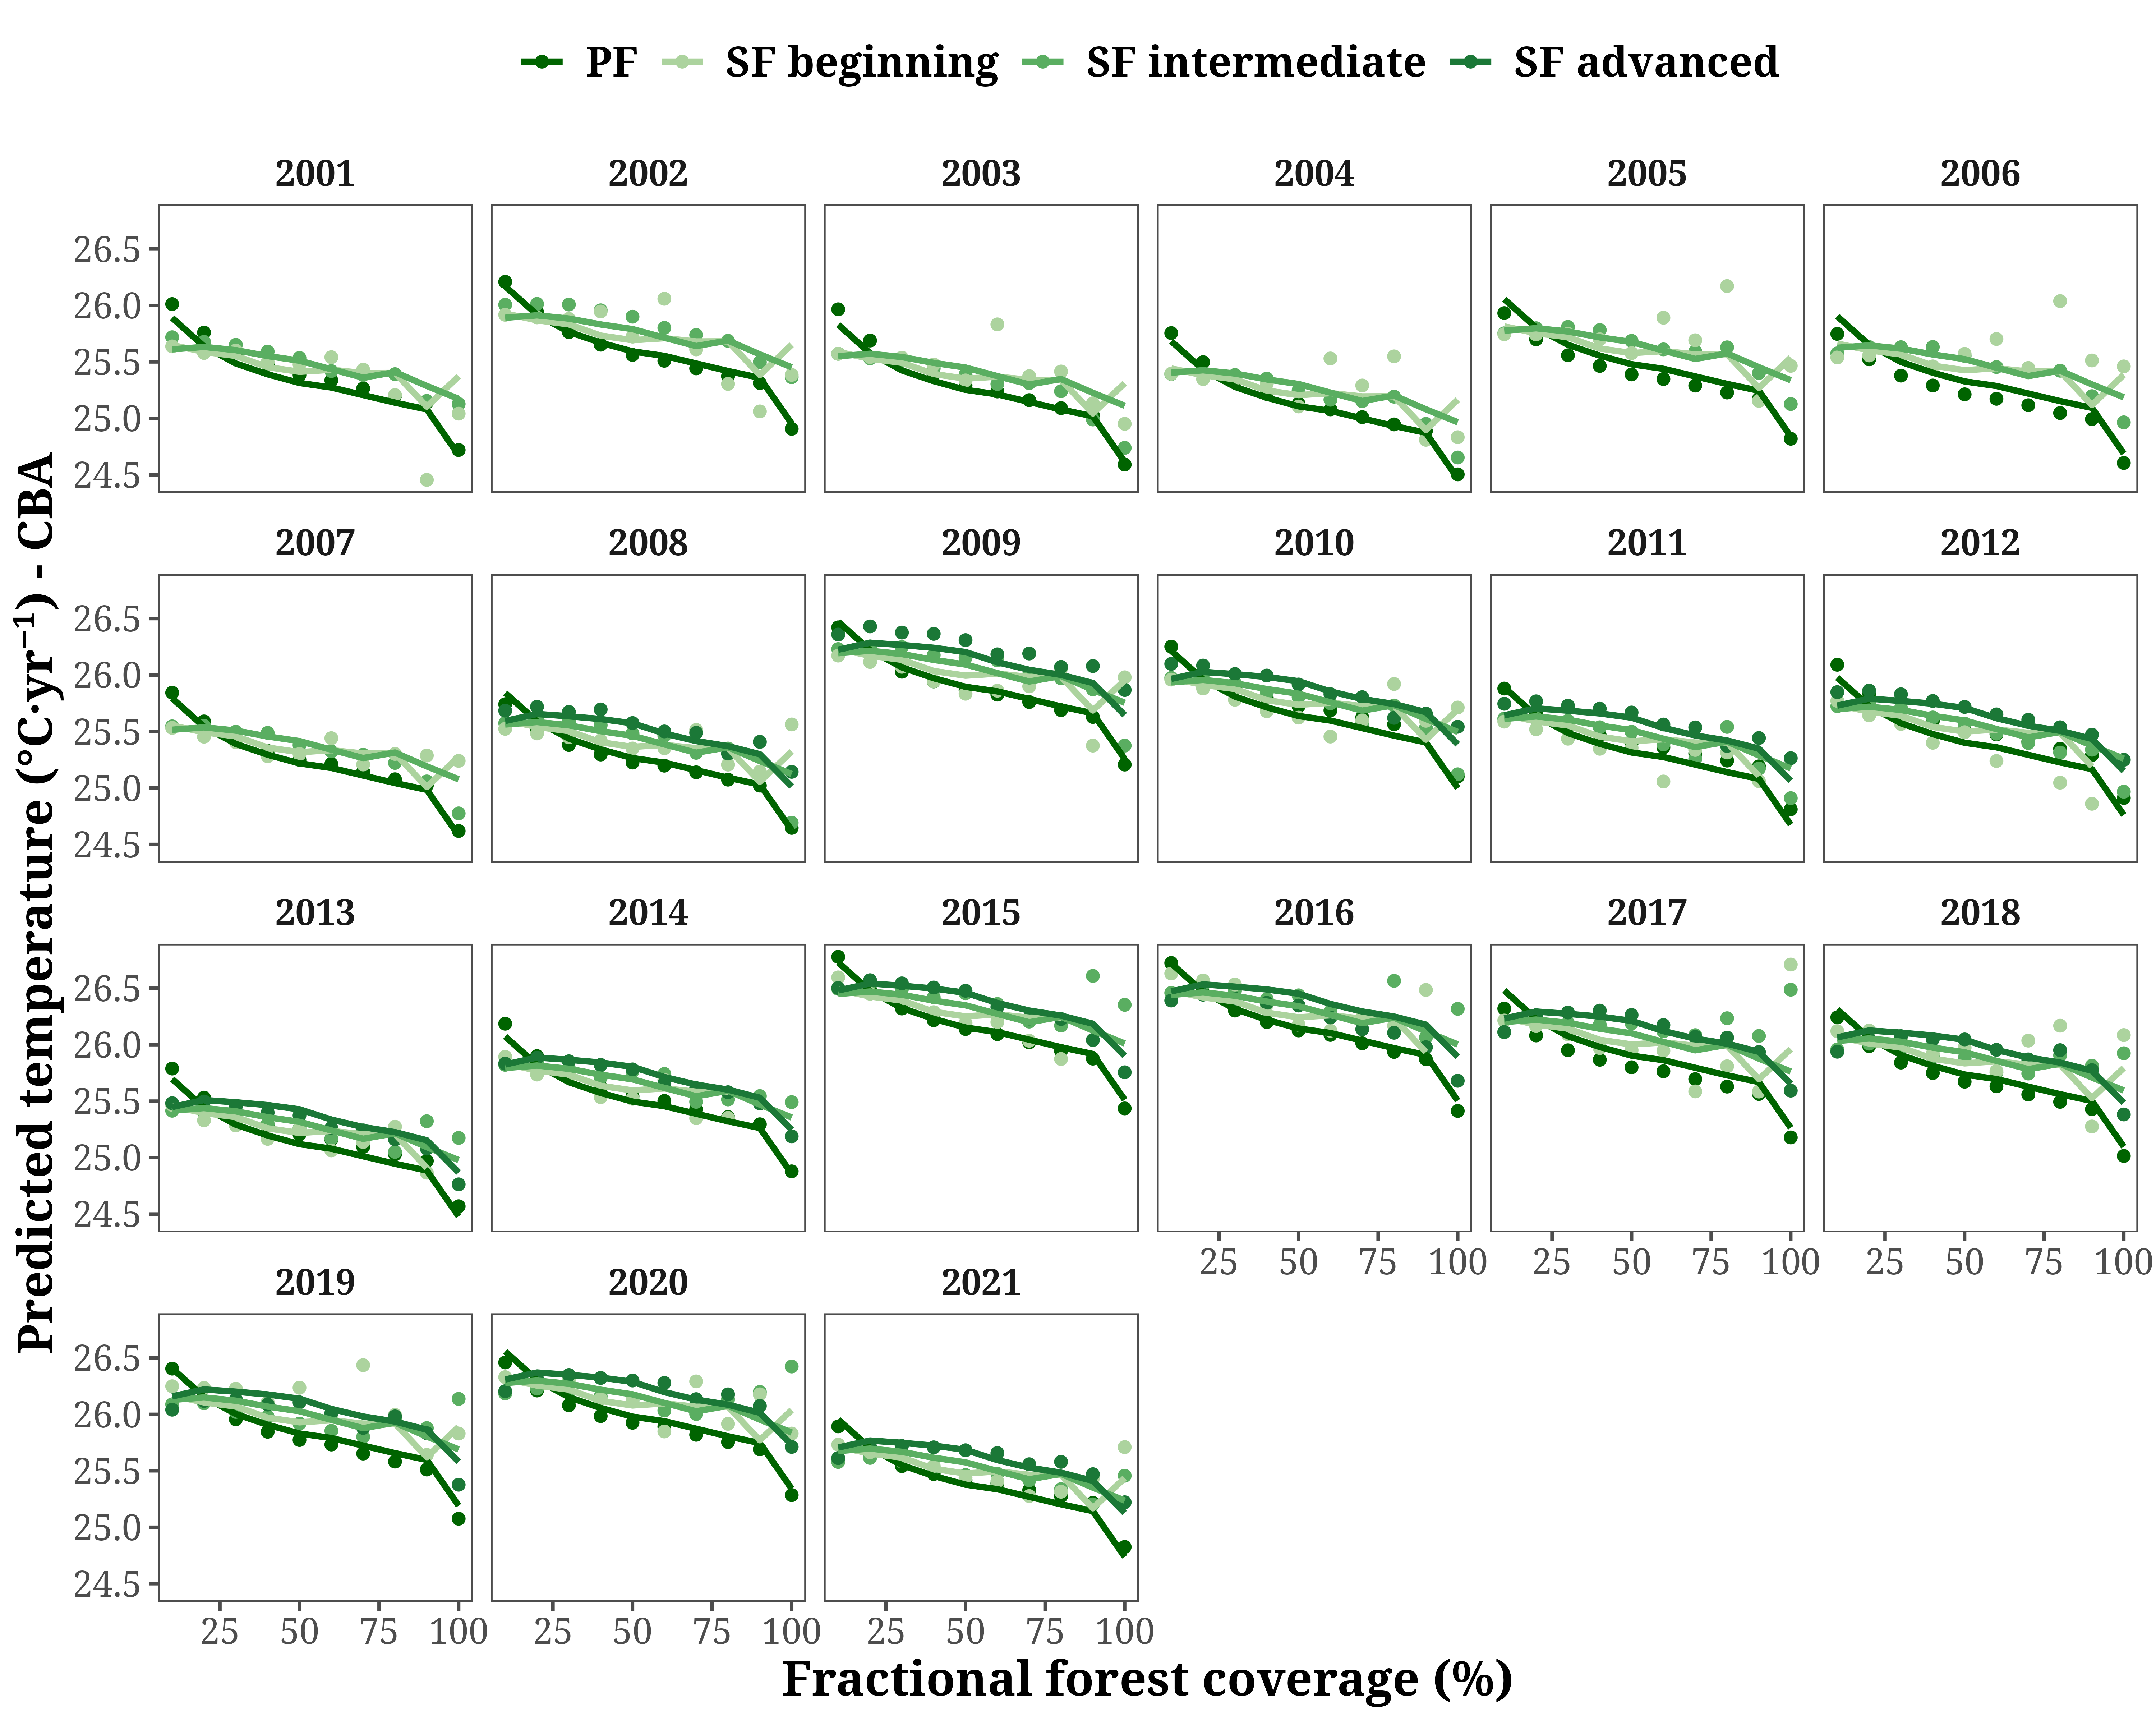 PF SF beginning SF intermediate SF advanced
Predicted temperature (°C·yr⁻¹) - CBA
2001 2002 2003 2004 2005 2006
26.5
26.0
25.5
25.0
24.5
2007 2008 2009 2010 2011 2012
26.5
26.0
25.5
25.0
24.5
2013 2014 2015 2016 2017 2018
26.5
26.0
25.5
25.0
24.5
25 50 75 100 25 50 75 100 25 50 75 100
2019 2020 2021
26.5
26.0
25.5
25.0
24.5
25 50 75 100 25 50 75 100 25 50 75 100
Fractional forest coverage (%)